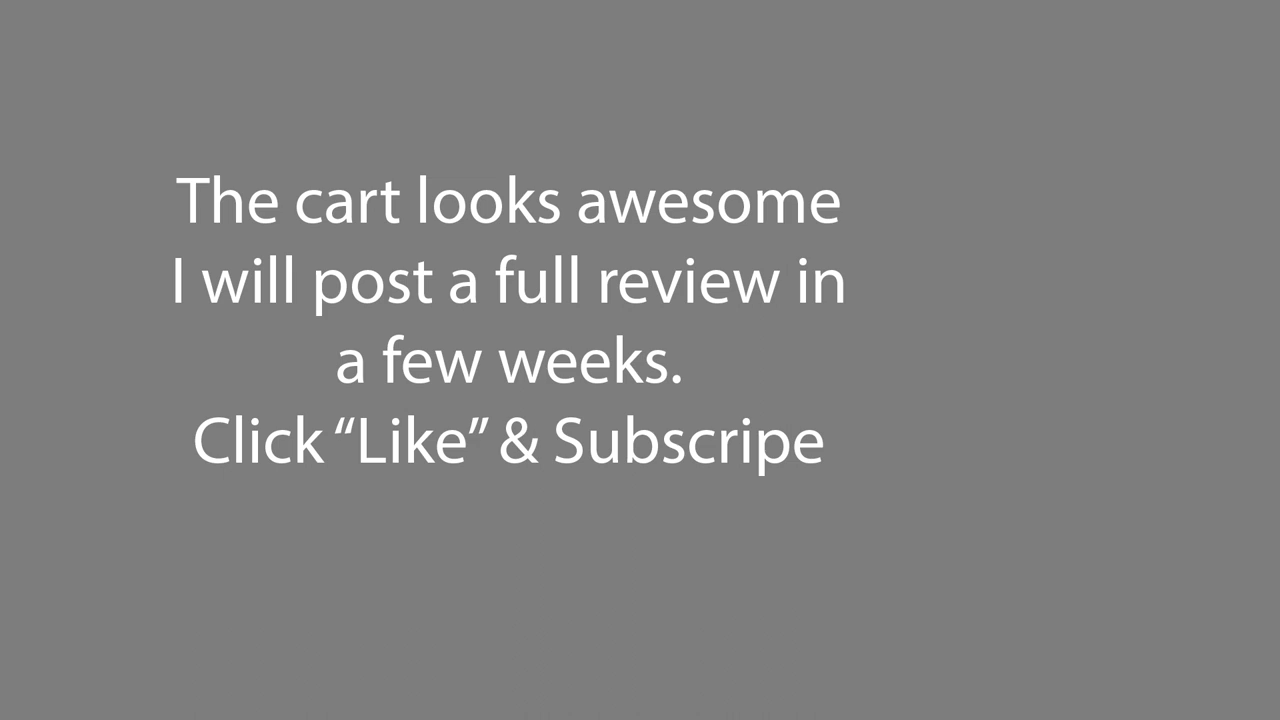 The cart looks awesome
I will post a full review in
a few weeks.
Click “Like” & Subscripe